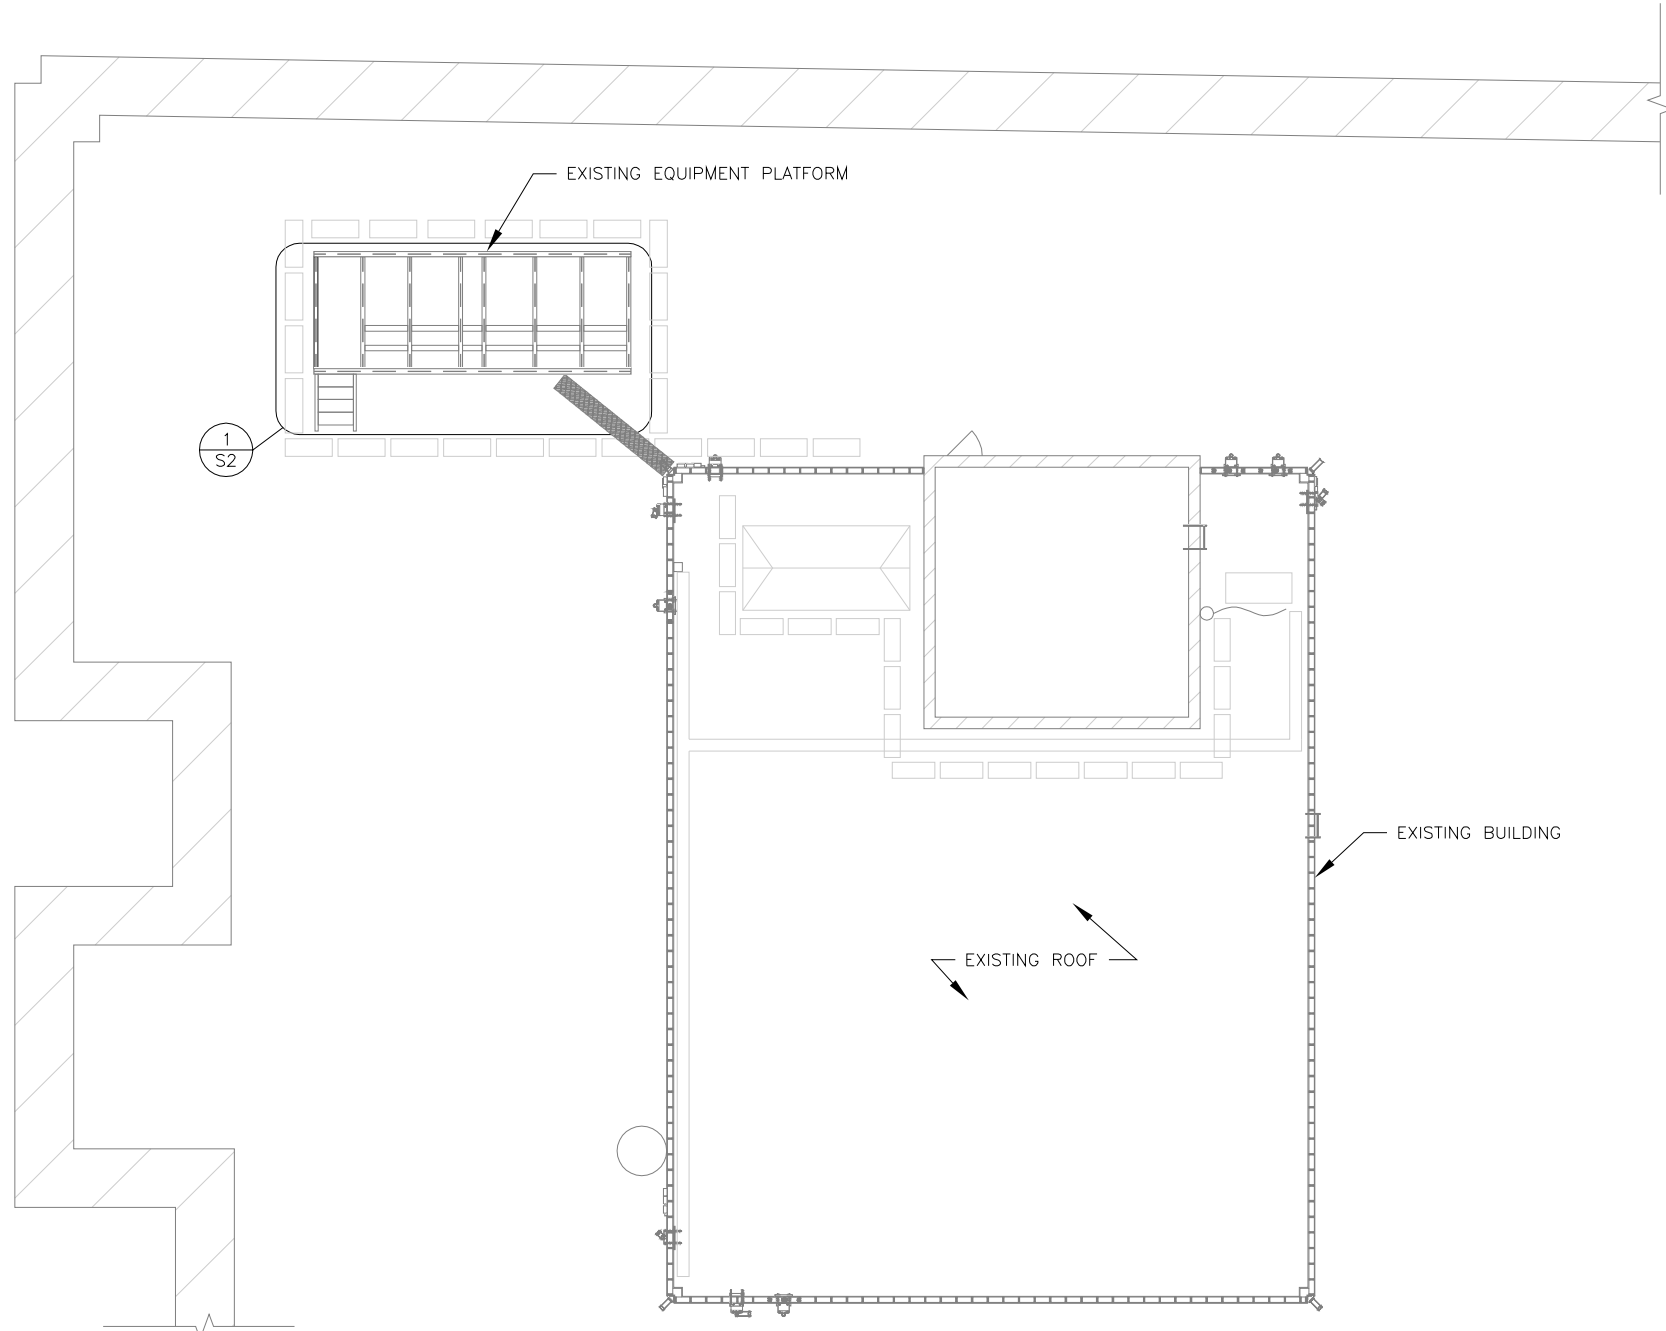 EXISTING EQUIPMENT PLATFORM
1
S2
EXISTING BUILDING
EXISTING ROOF